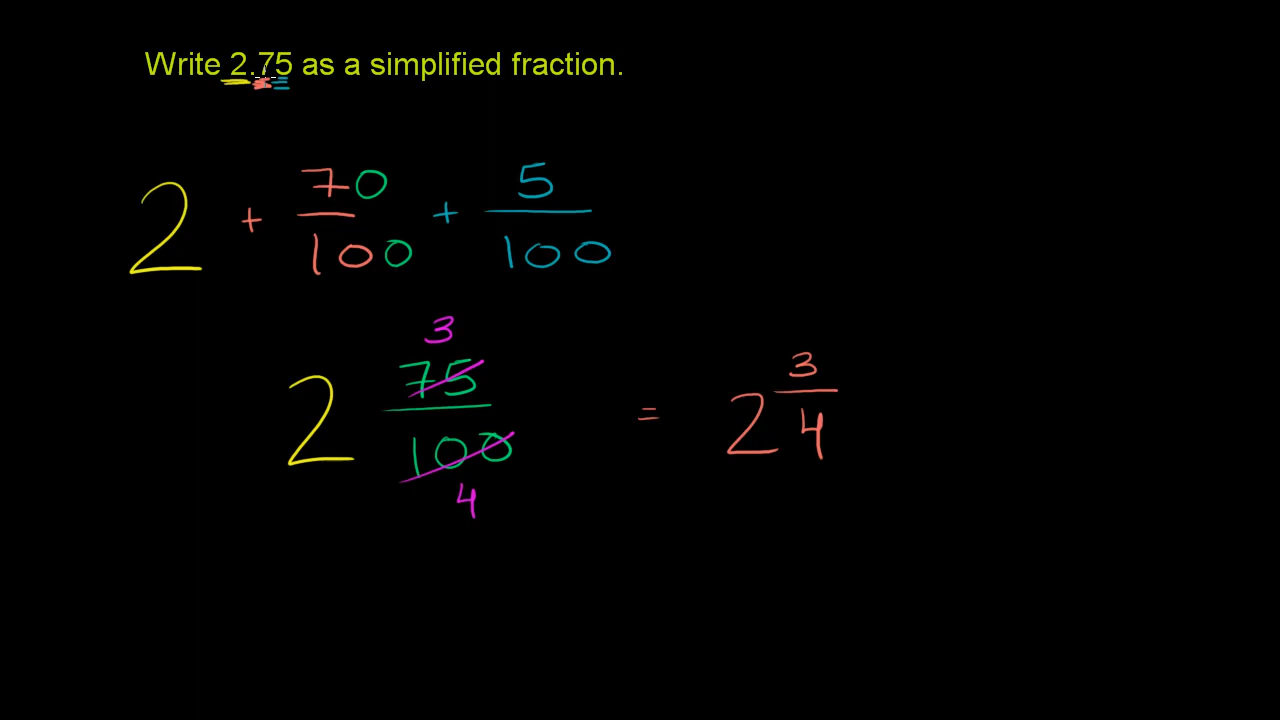 Write 2.75 as a simplified fraction.
2 + 70/100 + 5/100
3
2 75/100 = 2 3/4
4